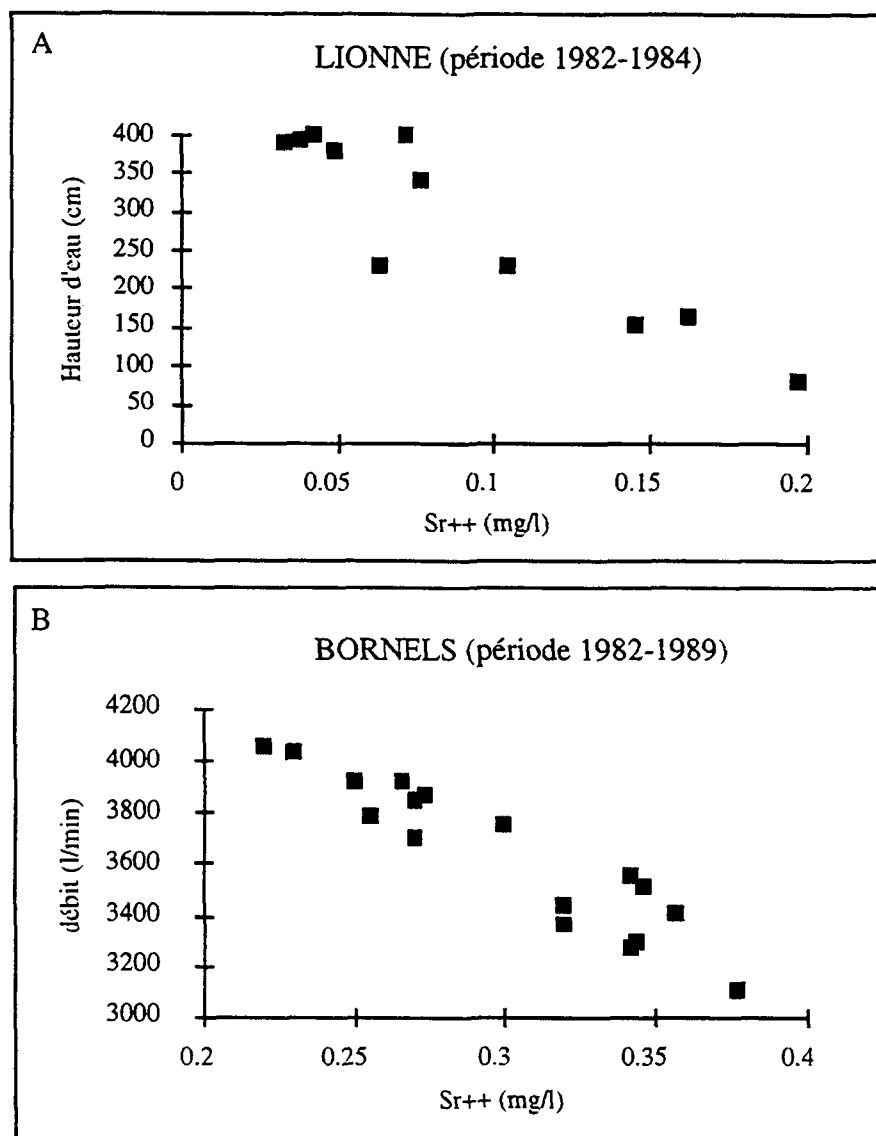 A
LIONNE (période 1982-1984)
Hauteur d'eau (cm)
400
350
300
250
200
150
100
50
0
0 0.05 0.1 0.15 0.2
Sr++ (mg/l)
B
BORNELS (période 1982-1989)
débit (l/min)
4200
4000
3800
3600
3400
3200
3000
0.2 0.25 0.3 0.35 0.4
Sr++ (mg/l)